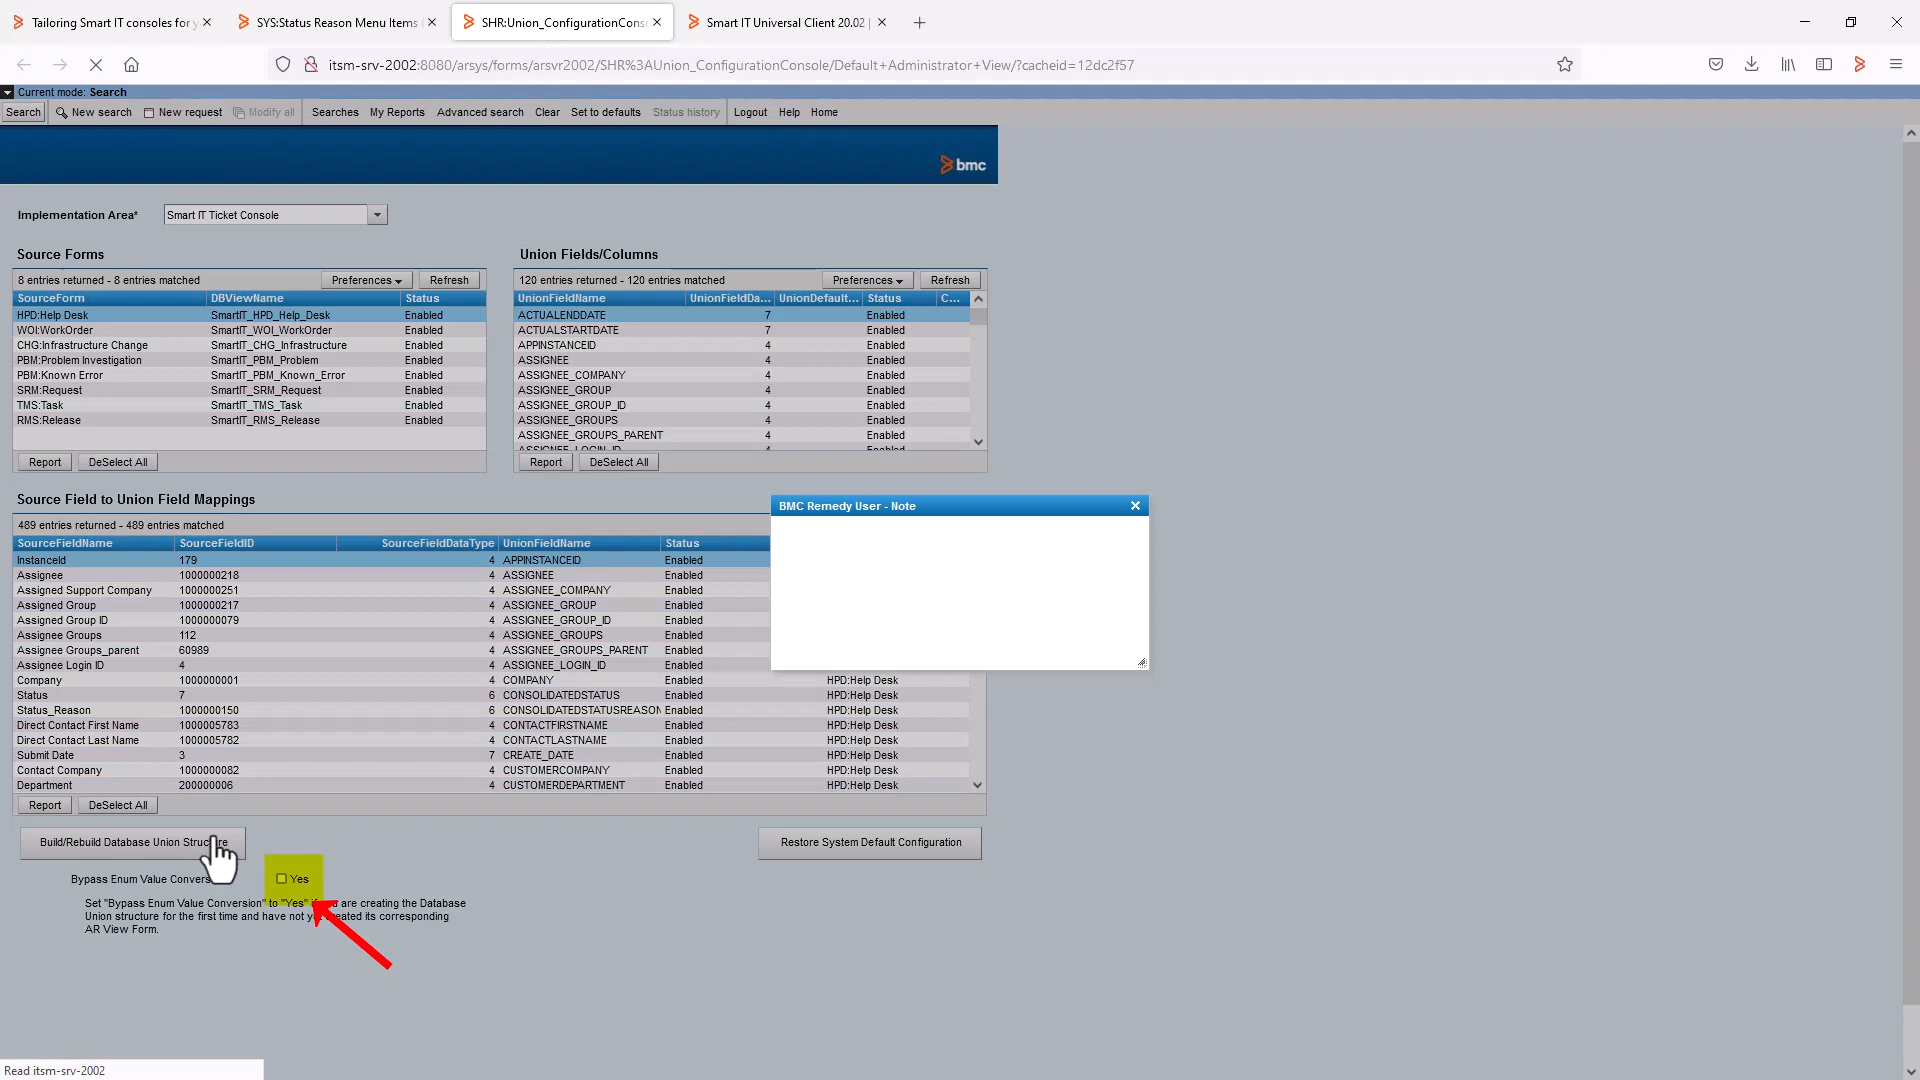 Tailoring Smart IT consoles for y
SYS:Status Reason Menu Items (
SHR:Union_ConfigurationCons
Smart IT Universal Client 20.02 |
itsm-srv-2002:8080/arsys/forms/arsvr2002/SHR%3AUnion_ConfigurationConsole/Default+Administrator+View/?cacheid=12dc2f57
Current mode: Search
Search New search New request Modify all Searches My Reports Advanced search Clear Set to defaults Status history Logout Help Home
bmc
Implementation Area* Smart IT Ticket Console
Source Forms
8 entries returned - 8 entries matched Preferences Refresh
SourceForm DBViewName Status
HPD:Help Desk SmartIT_HPD_Help_Desk Enabled
WOI:WorkOrder SmartIT_WOI_WorkOrder Enabled
CHG:Infrastructure Change SmartIT_CHG_Infrastructure Enabled
PBM:Problem Investigation SmartIT_PBM_Problem Enabled
PBM:Known Error SmartIT_PBM_Known_Error Enabled
SRM:Request SmartIT_SRM_Request Enabled
TMS:Task SmartIT_TMS_Task Enabled
RMS:Release SmartIT_RMS_Release Enabled
Report DeSelect All
Union Fields/Columns
120 entries returned - 120 entries matched Preferences Refresh
UnionFieldName UnionFieldDa... UnionDefault... Status C...
ACTUALENDDATE 7 Enabled
ACTUALSTARTDATE 7 Enabled
APPINSTANCEID 4 Enabled
ASSIGNEE 4 Enabled
ASSIGNEE_COMPANY 4 Enabled
ASSIGNEE_GROUP 4 Enabled
ASSIGNEE_GROUP_ID 4 Enabled
ASSIGNEE_GROUPS 4 Enabled
ASSIGNEE_GROUPS_PARENT 4 Enabled
ASSIGNEE_LOGIN_ID 4 Enabled
Report DeSelect All
Source Field to Union Field Mappings
489 entries returned - 489 entries matched
SourceFieldName SourceFieldID SourceFieldDataType UnionFieldName Status
InstanceId 179 4 APPINSTANCEID Enabled
Assignee 1000000218 4 ASSIGNEE Enabled
Assigned Support Company 1000000251 4 ASSIGNEE_COMPANY Enabled
Assigned Group 1000000217 4 ASSIGNEE_GROUP Enabled
Assigned Group ID 1000000079 4 ASSIGNEE_GROUP_ID Enabled
Assignee Groups 112 4 ASSIGNEE_GROUPS Enabled
Assignee Groups_parent 60989 4 ASSIGNEE_GROUPS_PARENT Enabled
Assignee Login ID 4 4 ASSIGNEE_LOGIN_ID Enabled
Company 1000000001 4 COMPANY Enabled HPD:Help Desk
Status 7 6 CONSOLIDATEDSTATUS Enabled HPD:Help Desk
Status_Reason 1000000150 6 CONSOLIDATEDSTATUSREASON Enabled HPD:Help Desk
Direct Contact First Name 1000005783 4 CONTACTFIRSTNAME Enabled HPD:Help Desk
Direct Contact Last Name 1000005782 4 CONTACTLASTNAME Enabled HPD:Help Desk
Submit Date 3 7 CREATE_DATE Enabled HPD:Help Desk
Contact Company 1000000082 4 CUSTOMERCOMPANY Enabled HPD:Help Desk
Department 200000006 4 CUSTOMERDEPARTMENT Enabled HPD:Help Desk
Report DeSelect All
BMC Remedy User - Note
Build/Rebuild Database Union Structure
Restore System Default Configuration
Bypass Enum Value Convers Yes
Set "Bypass Enum Value Conversion" to "Yes" if you are creating the Database
Union structure for the first time and have not yet created its corresponding
AR View Form.
Read itsm-srv-2002